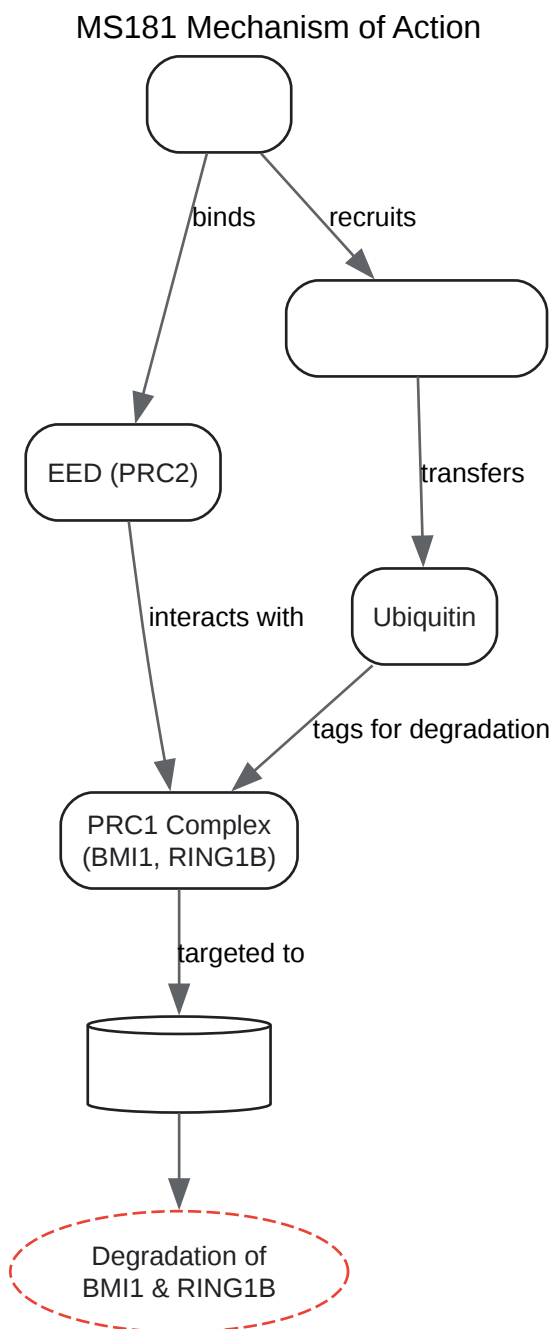 MS181 Mechanism of Action
binds
recruits
EED (PRC2)
transfers
interacts with
Ubiquitin
tags for degradation
PRC1 Complex
(BMI1, RING1B)
targeted to
Degradation of
BMI1 & RING1B